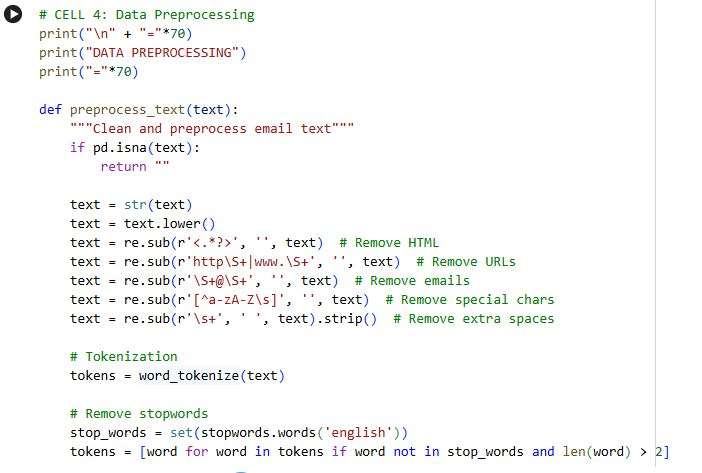 # CELL 4: Data Preprocessing
print("\n" + "="*70)
print("DATA PREPROCESSING")
print("="*70)

def preprocess_text(text):
    """Clean and preprocess email text"""
    if pd.isna(text):
        return ""

    text = str(text)
    text = text.lower()
    text = re.sub(r'<.*?>', '', text)  # Remove HTML
    text = re.sub(r'http\S+|www.\S+', '', text)  # Remove URLs
    text = re.sub(r'\S+@\S+', '', text)  # Remove emails
    text = re.sub(r'[^a-zA-Z\s]', '', text)  # Remove special chars
    text = re.sub(r'\s+', ' ', text).strip()  # Remove extra spaces

    # Tokenization
    tokens = word_tokenize(text)

    # Remove stopwords
    stop_words = set(stopwords.words('english'))
    tokens = [word for word in tokens if word not in stop_words and len(word) > 2]